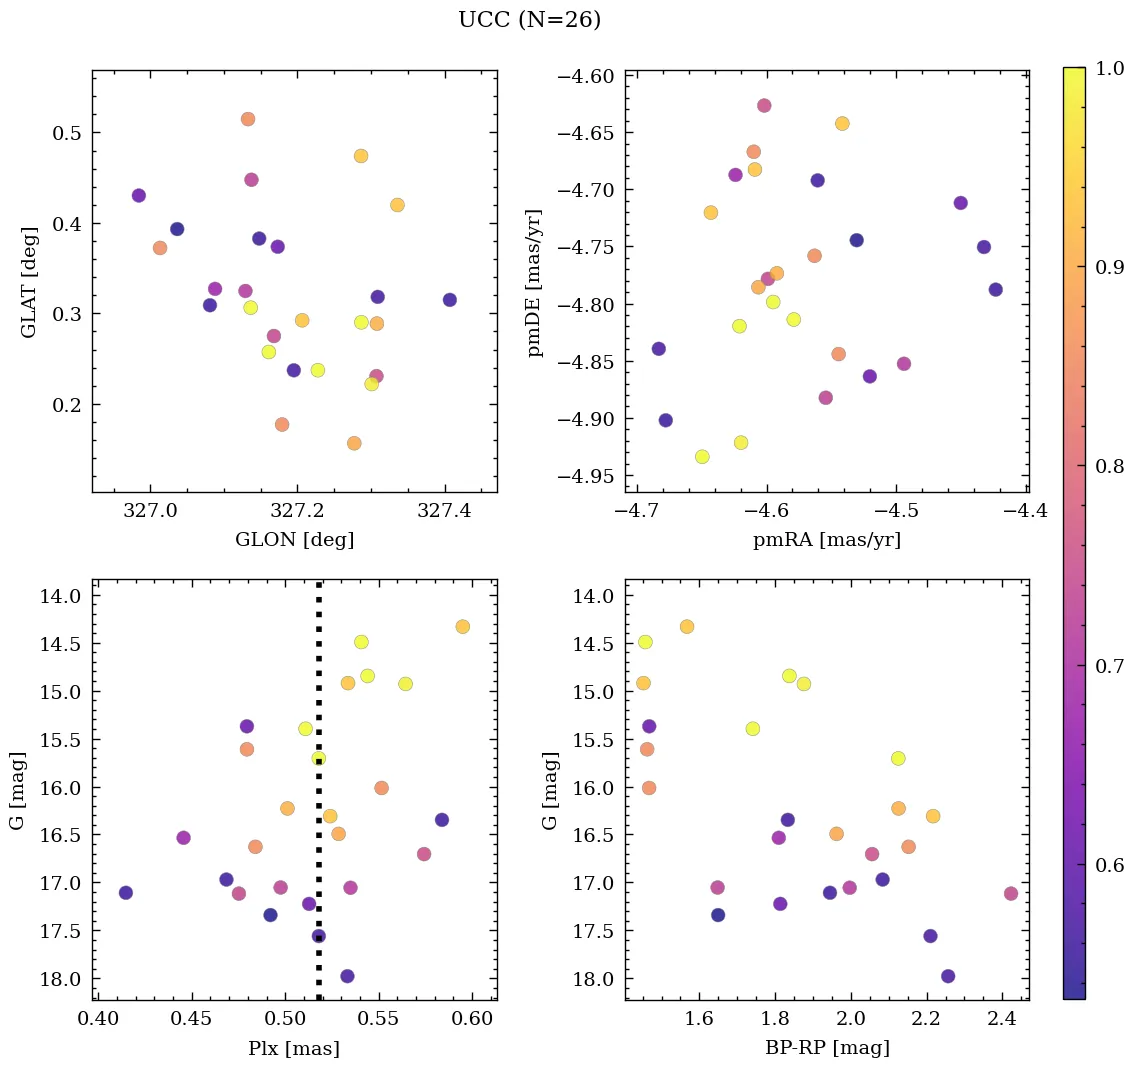 UCC (N=26)
0.5
0.4
0.3
0.2
GLAT [deg]
327.0 327.2 327.4
GLON [deg]
−4.60
−4.65
−4.70
−4.75
−4.80
−4.85
−4.90
−4.95
pmDE [mas/yr]
−4.7 −4.6 −4.5 −4.4
pmRA [mas/yr]
14.0
14.5
15.0
15.5
16.0
16.5
17.0
17.5
18.0
G [mag]
0.40 0.45 0.50 0.55 0.60
Plx [mas]
14.0
14.5
15.0
15.5
16.0
16.5
17.0
17.5
18.0
G [mag]
1.6 1.8 2.0 2.2 2.4
BP-RP [mag]
1.0
0.9
0.8
0.7
0.6